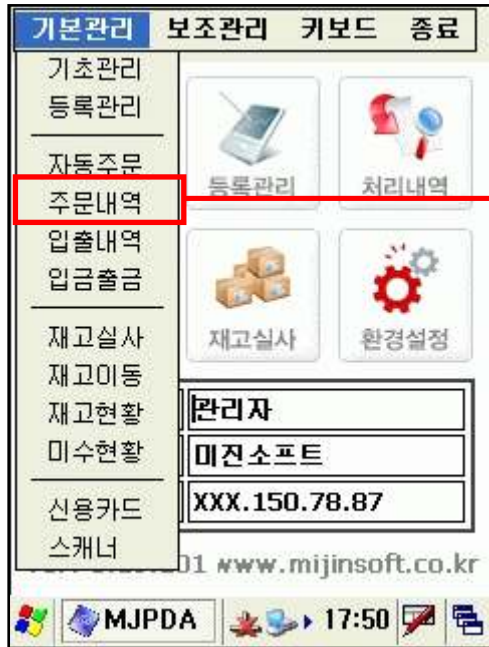 기본관리 보조관리 키보드 종료
기초관리
등록관리
자동주문
주문내역
입출내역
입금출금
재고실사
재고이동
재고현황
미수현황
신용카드
스캐너
등록관리 처리내역
재고실사 환경설정
관리자
미진소프트
XXX.150.78.87
www.mijinsoft.co.kr
MJPDA 17:50